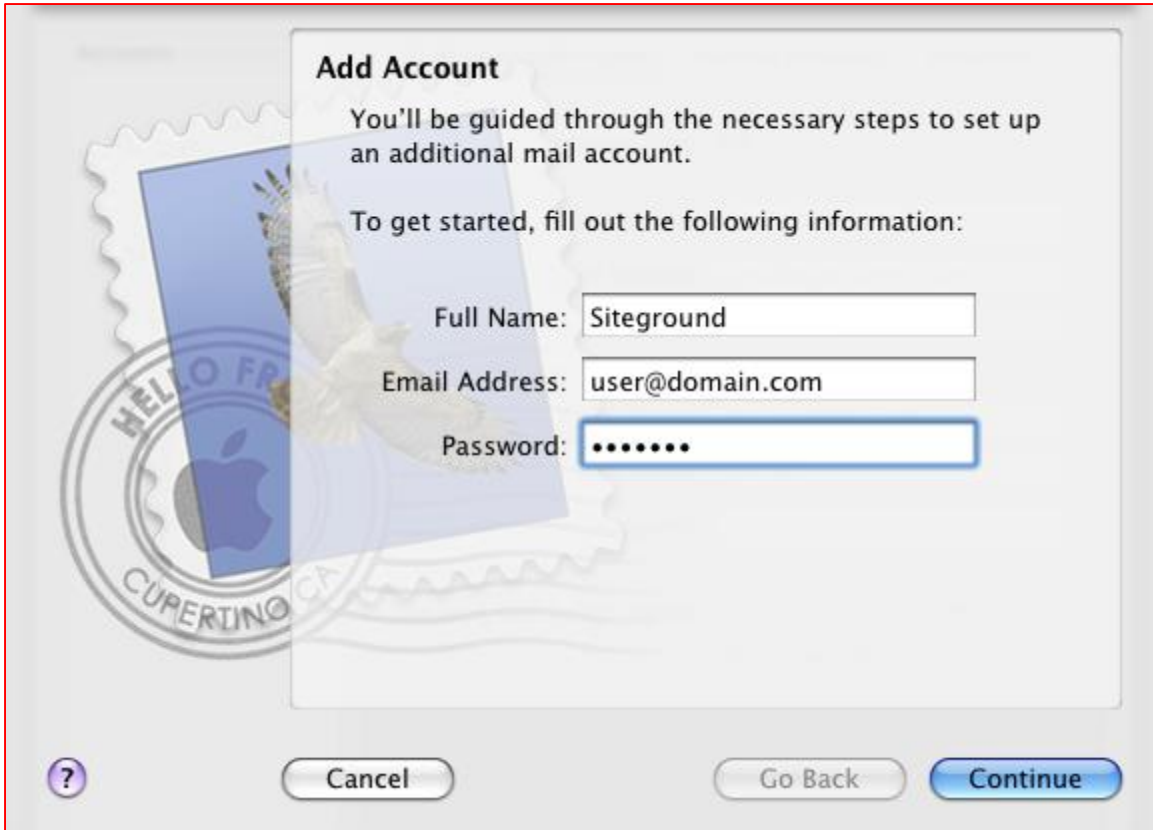 Add Account
You’ll be guided through the necessary steps to set up
an additional mail account.
To get started, fill out the following information:
Full Name: Siteground
Email Address: user@domain.com
Password: •••••••
HELLO FR
CUPERTINO CA
?
Cancel
Go Back
Continue